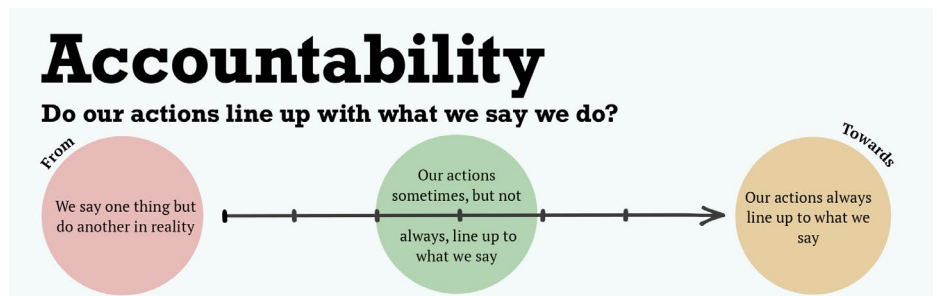 Accountability
Do our actions line up with what we say we do?
From
Towards
We say one thing but
do another in reality
Our actions
sometimes, but not
always, line up to
what we say
Our actions always
line up to what we
say